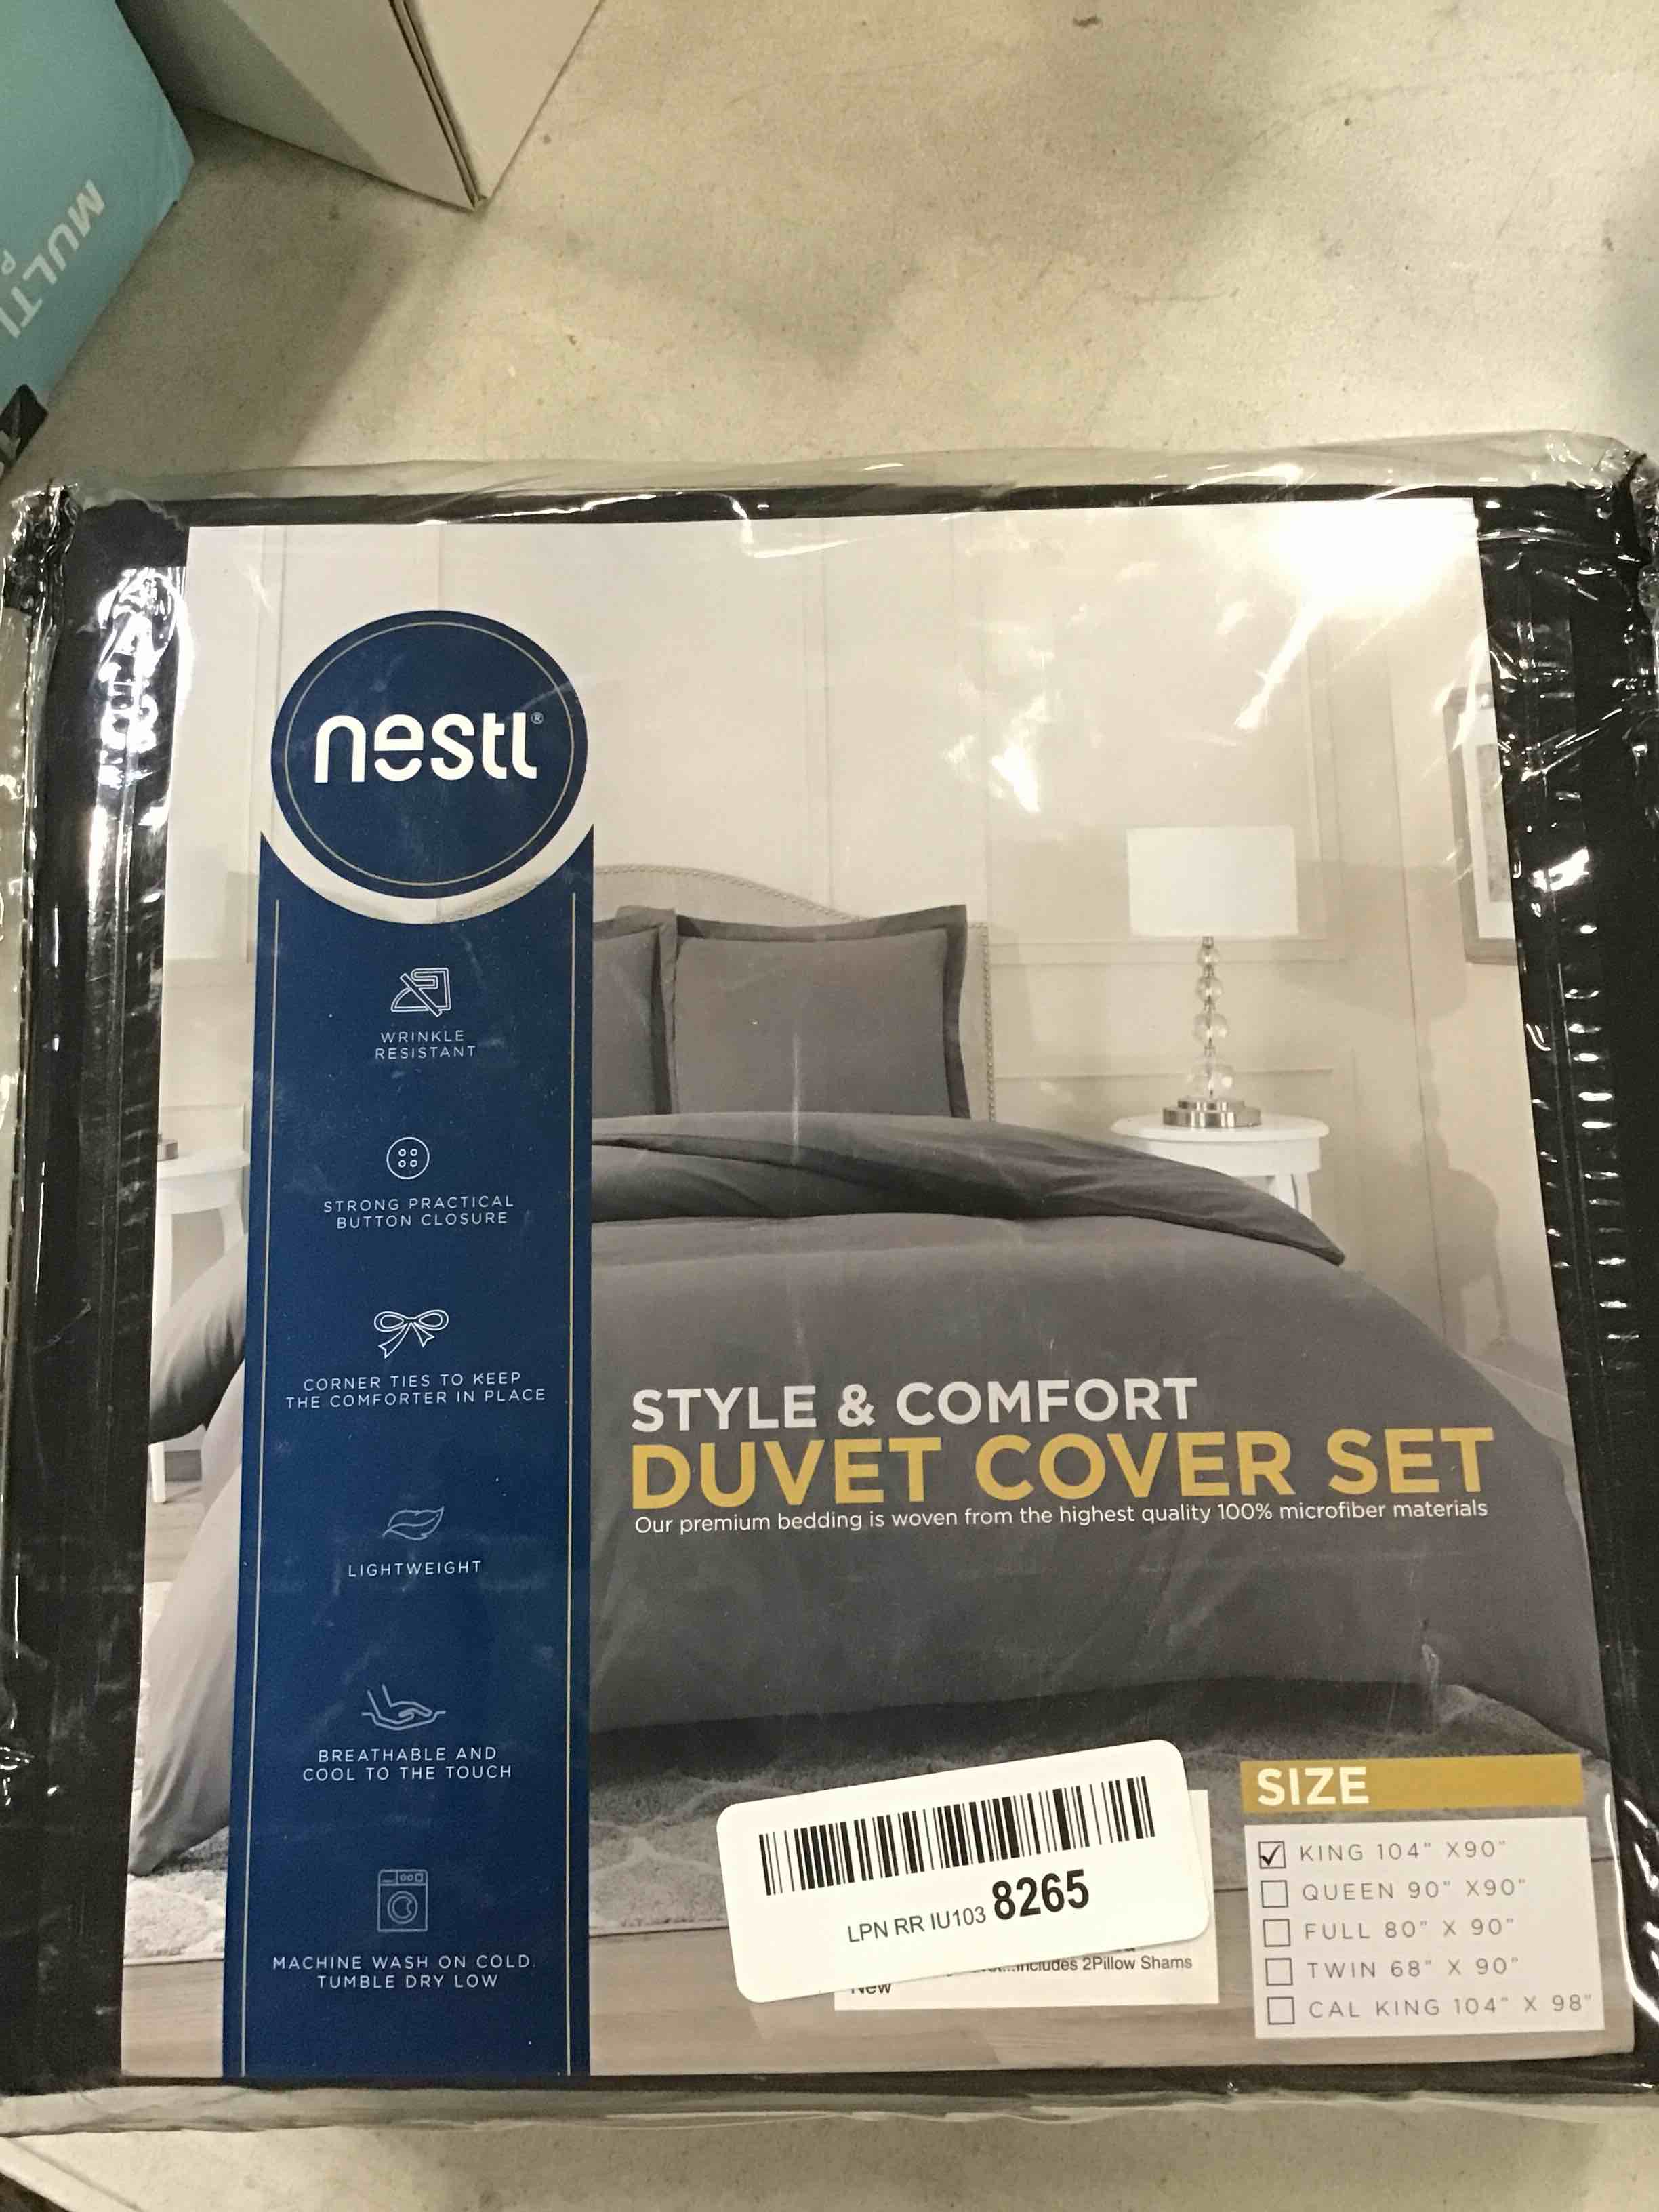 MULTI
P
nestl®
WRINKLE
RESISTANT
STRONG PRACTICAL
BUTTON CLOSURE
CORNER TIES TO KEEP
THE COMFORTER IN PLACE
LIGHTWEIGHT
BREATHABLE AND
COOL TO THE TOUCH
MACHINE WASH ON COLD.
TUMBLE DRY LOW
STYLE & COMFORT
DUVET COVER SET
Our premium bedding is woven from the highest quality 100% microfiber materials
LPN RR IU103 8265
...Includes 2Pillow Shams
New
SIZE
KING 104" X90"
QUEEN 90" X90"
FULL 80" X 90"
TWIN 68" X 90"
CAL KING 104" X 98"